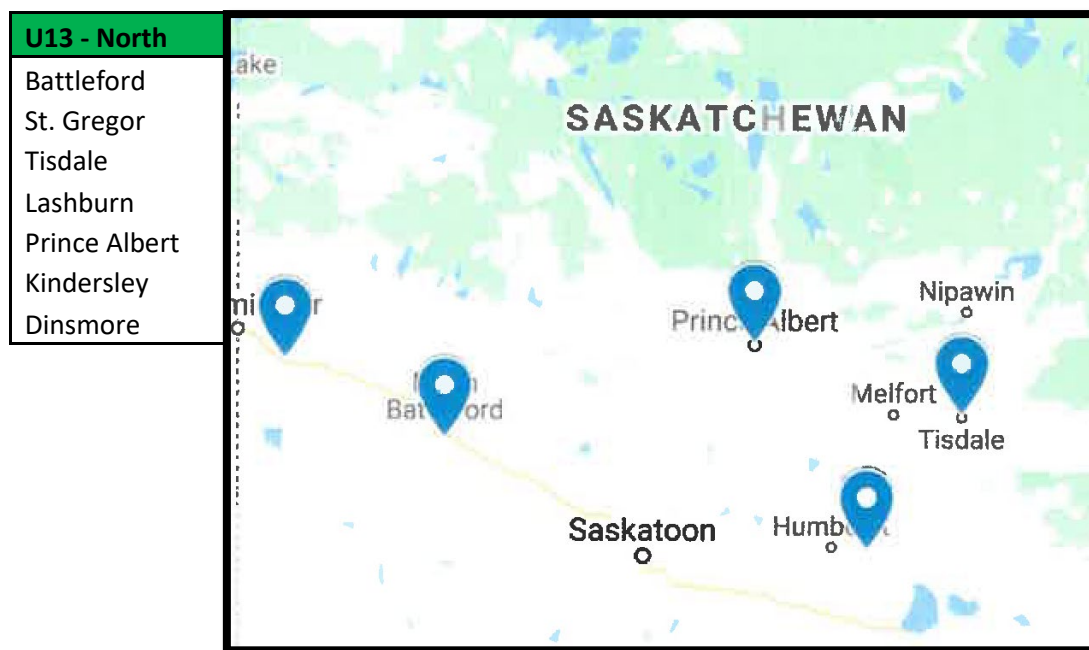 U13 - North
Battleford
St. Gregor
Tisdale
Lashburn
Prince Albert
Kindersley
Dinsmore
SASKATCHEWAN
Nipawin
Melfort
Tisdale
Saskatoon